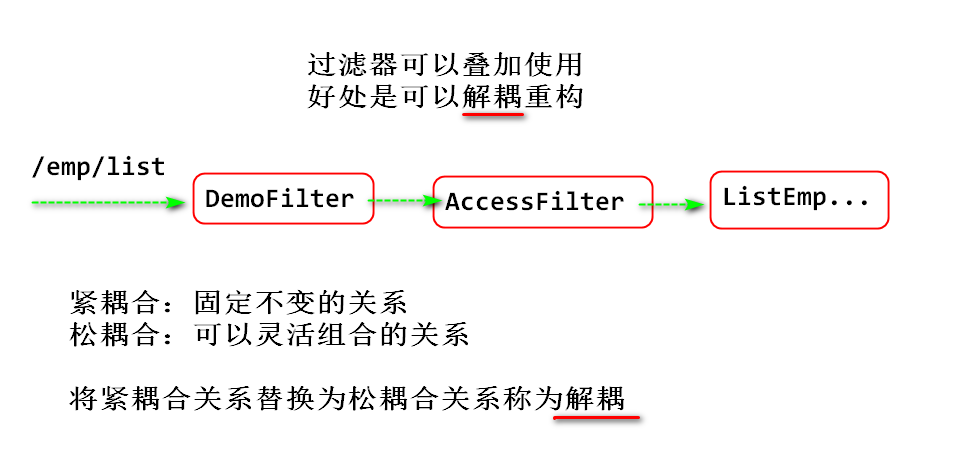 过滤器可以叠加使用
好处是可以解耦重构
/emp/list
DemoFilter
AccessFilter
ListEmp...
紧耦合：固定不变的关系
松耦合：可以灵活组合的关系
将紧耦合关系替换为松耦合关系称为解耦